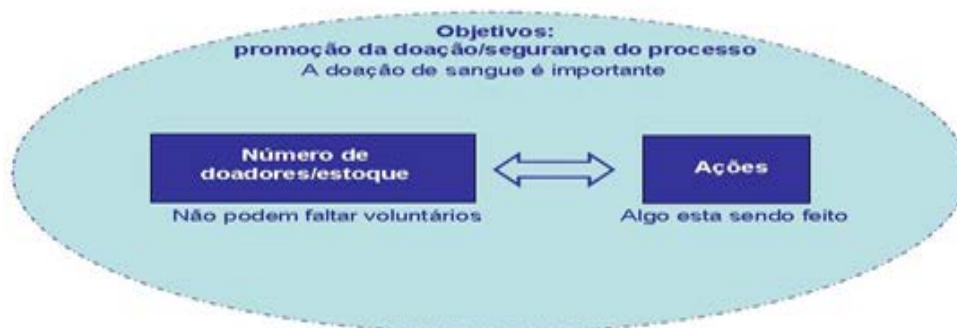 Objetivos:
promoção da doação/segurança do processo
A doação de sangue é importante
Número de
doadores/estoque
Ações
Não podem faltar voluntários
Algo esta sendo feito